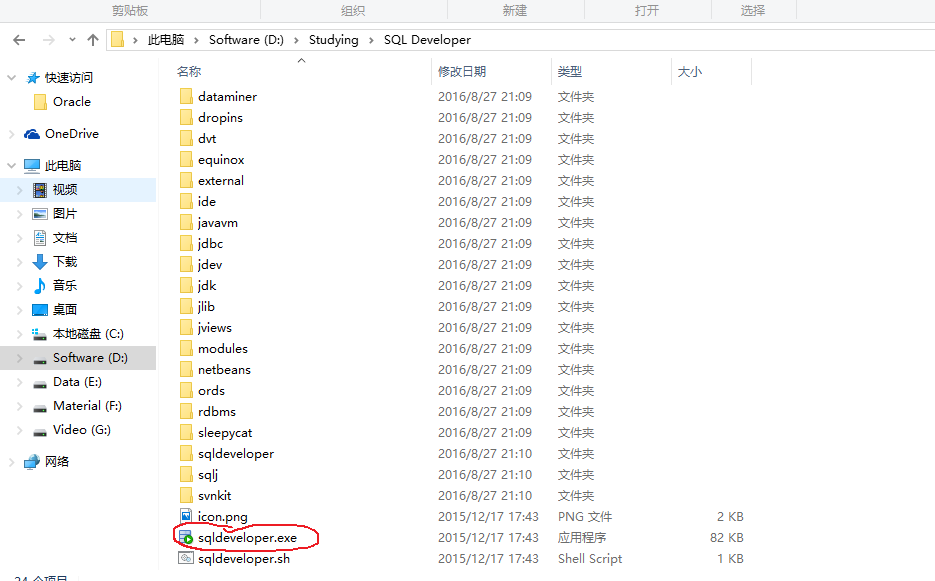 剪贴板 组织 新建 打开 选择
此电脑 Software (D:) Studying SQL Developer
名称 修改日期 类型 大小
快速访问
Oracle
OneDrive
此电脑
视频
图片
文档
下载
音乐
桌面
本地磁盘 (C:)
Software (D:)
Data (E:)
Material (F:)
Video (G:)
网络
dataminer 2016/8/27 21:09 文件夹
dropins 2016/8/27 21:09 文件夹
dvt 2016/8/27 21:09 文件夹
equinox 2016/8/27 21:09 文件夹
external 2016/8/27 21:09 文件夹
ide 2016/8/27 21:09 文件夹
javavm 2016/8/27 21:09 文件夹
jdbc 2016/8/27 21:09 文件夹
jdev 2016/8/27 21:09 文件夹
jdk 2016/8/27 21:09 文件夹
jlib 2016/8/27 21:09 文件夹
jviews 2016/8/27 21:09 文件夹
modules 2016/8/27 21:09 文件夹
netbeans 2016/8/27 21:09 文件夹
ords 2016/8/27 21:09 文件夹
rdbms 2016/8/27 21:09 文件夹
sleepycat 2016/8/27 21:09 文件夹
sqldeveloper 2016/8/27 21:10 文件夹
sqlj 2016/8/27 21:10 文件夹
svnkit 2016/8/27 21:10 文件夹
icon.png 2015/12/17 17:43 PNG 文件 2 KB
sqldeveloper.exe 2015/12/17 17:43 应用程序 82 KB
sqldeveloper.sh 2015/12/17 17:43 Shell Script 1 KB